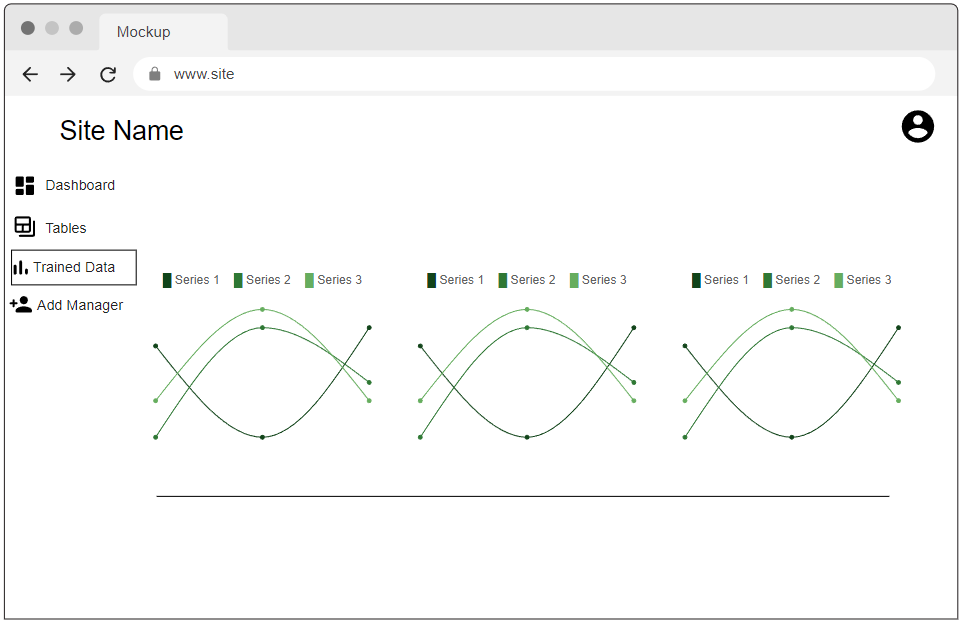 Mockup
www.site
Site Name
Dashboard
Tables
Trained Data
Add Manager
Series 1 Series 2 Series 3
Series 1 Series 2 Series 3
Series 1 Series 2 Series 3